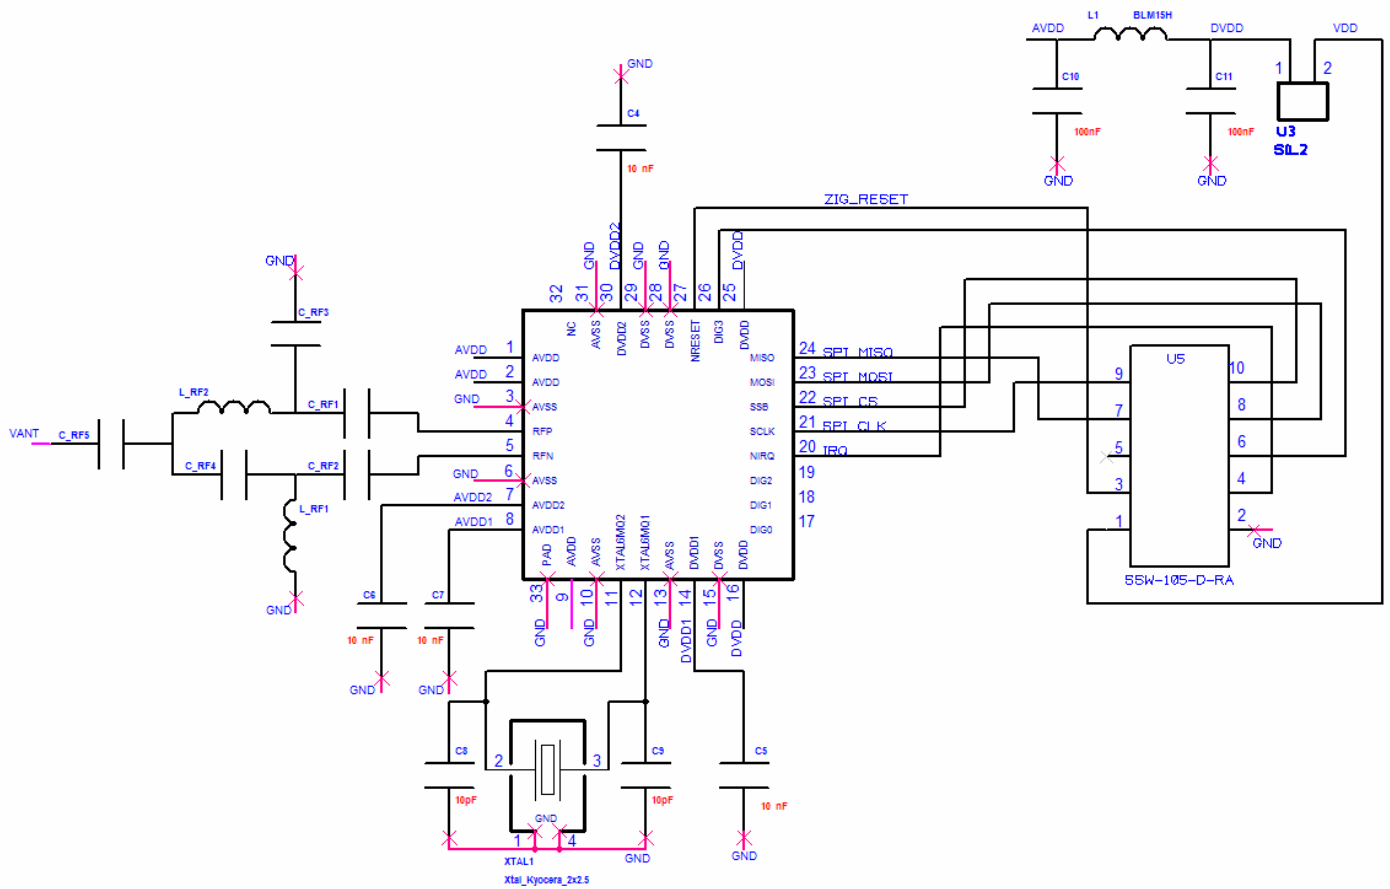 L1 BLM15H
AVDD DVDD VDD
C10 C11 1 2
100nF 100nF
U3
SIL2
GND GND
GND
C4
10 nF
ZIG_RESET
GND DVDD2 GND GND DVDD
32 31 30 29 28 27 26 25
NC AVSS DVDD2 DVSS DVSS NRESET DIG3 DVDD
GND
C_RF3
L_RF2
C_RF1
VANT
C_RF5
C_RF4 C_RF2
L_RF1
GND
AVDD 1 AVDD
AVDD 2 AVDD
GND 3 AVSS
4 RFP
5 RFN
GND 6 AVSS
AVDD2 7 AVDD2
AVDD1 8 AVDD1
MISO 24 SPI_MISO
MOSI 23 SPI_MOSI
SSB 22 SPI_CS
SCLK 21 SPI_CLK
NIRQ 20 IRQ
DIG2 19
DIG1 18
DIG0 17
U5
9 10
7 8
5 6
3 4
1 2
GND
SSW-105-D-RA
PAD AVDD AVSS XTAL6MQ2 XTAL6MQ1 AVSS DVDD1 DVSS DVDD
33 9 10 11 12 13 14 15 16
GND GND GND DVDD1 GND DVDD
C6 C7
10 nF 10 nF
GND GND
C8 C9 C5
2 3
10pF 10pF 10 nF
GND
1 4
GND GND
XTAL1
Xtal_Kyocera_2x2.5